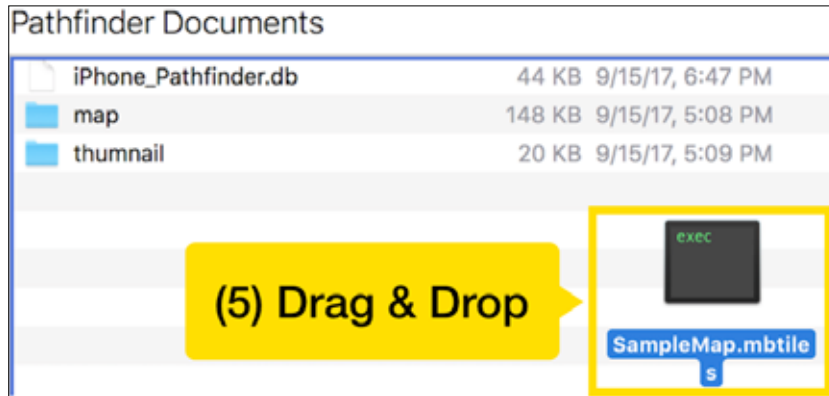 Pathfinder Documents
iPhone_Pathfinder.db 44 KB 9/15/17, 6:47 PM
map 148 KB 9/15/17, 5:08 PM
thumnail 20 KB 9/15/17, 5:09 PM
exec
(5) Drag & Drop
SampleMap.mbtile
s